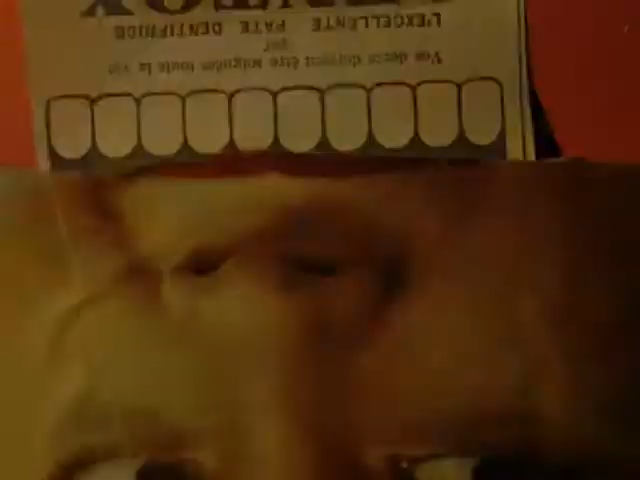 Vos dents doivent être soignées toute la vie
par
L'EXCELLENTE PATE DENTIFRICE